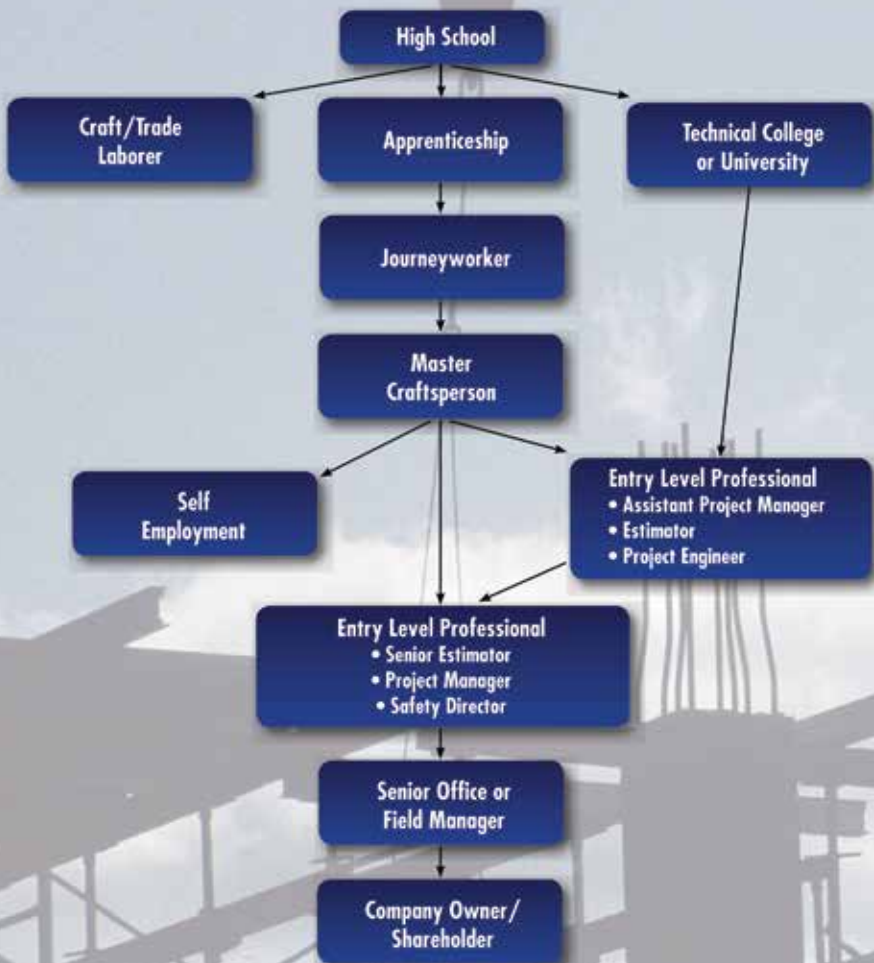 High School
Craft/Trade
Laborer
Apprenticeship
Technical College
or University
Journeyworker
Master
Craftsperson
Self
Employment
Entry Level Professional
• Assistant Project Manager
• Estimator
• Project Engineer
Entry Level Professional
• Senior Estimator
• Project Manager
• Safety Director
Senior Office or
Field Manager
Company Owner/
Shareholder